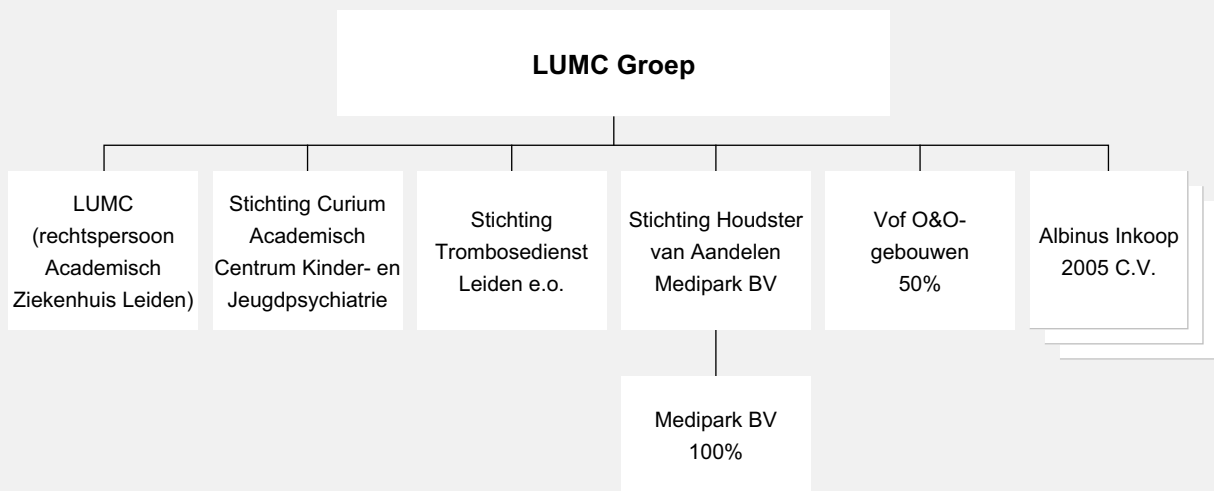 LUMC Groep
LUMC
(rechtspersoon
Academisch
Ziekenhuis Leiden)
Stichting Curium
Academisch
Centrum Kinder- en
Jeugdpsychiatrie
Stichting
Trombosedienst
Leiden e.o.
Stichting Houdster
van Aandelen
Medipark BV
Vof O&O-
gebouwen
50%
Albinus Inkoop
2005 C.V.
Medipark BV
100%